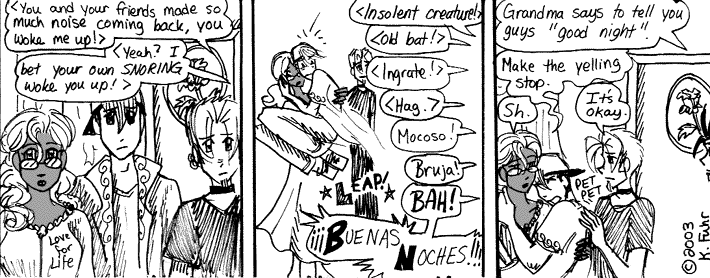 <You and your friends made so
much noise coming back, you
woke me up!>
<Yeah? I
bet your own SNORING
woke you up!>
Love
for
Life
<Insolent creature!>
<Old bat!>
<Ingrate!>
<Hag.>
Mocoso!
Bruja!
BAH!
LEAP!
¡¡¡BUENAS
NOCHES!!!
Grandma says to tell you
guys "good night"!
Make the yelling
stop.
Sh.
It's
Okay.
PET
PET
©2003
K. Fahr